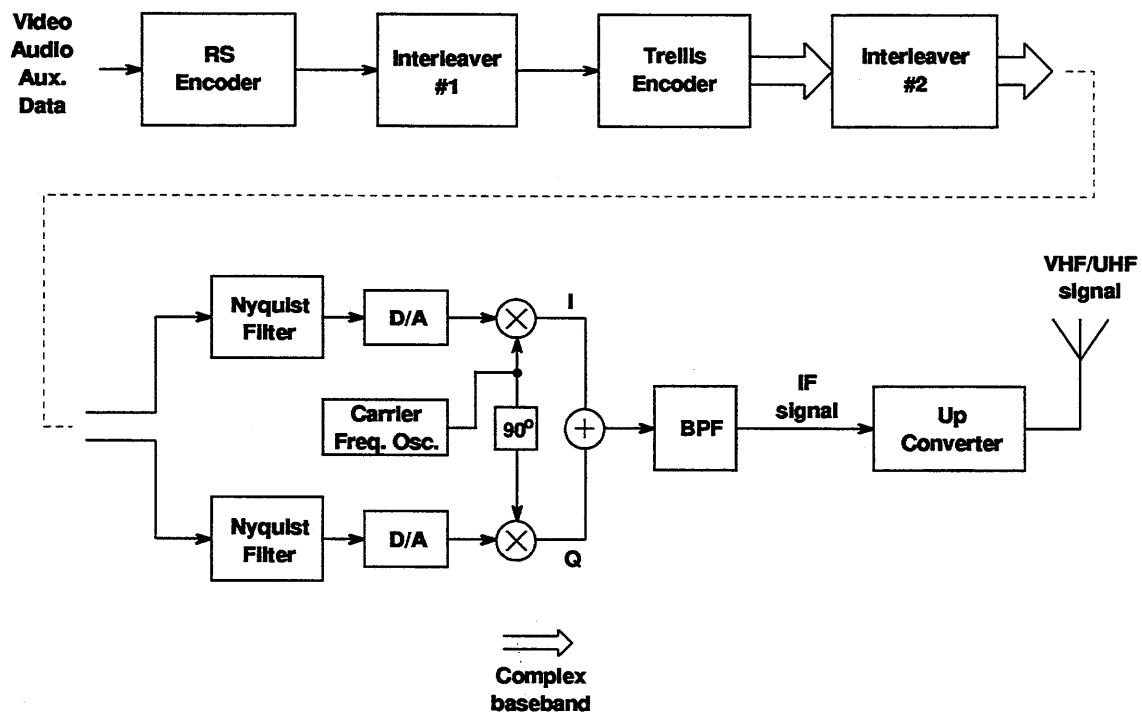 Video
Audio
Aux.
Data
RS
Encoder
Interleaver
#1
Trellis
Encoder
Interleaver
#2
VHF/UHF
signal
Nyquist
Filter
D/A
I
Carrier
Freq. Osc.
90°
BPF
IF
signal
Up
Converter
Nyquist
Filter
D/A
Q
Complex
baseband